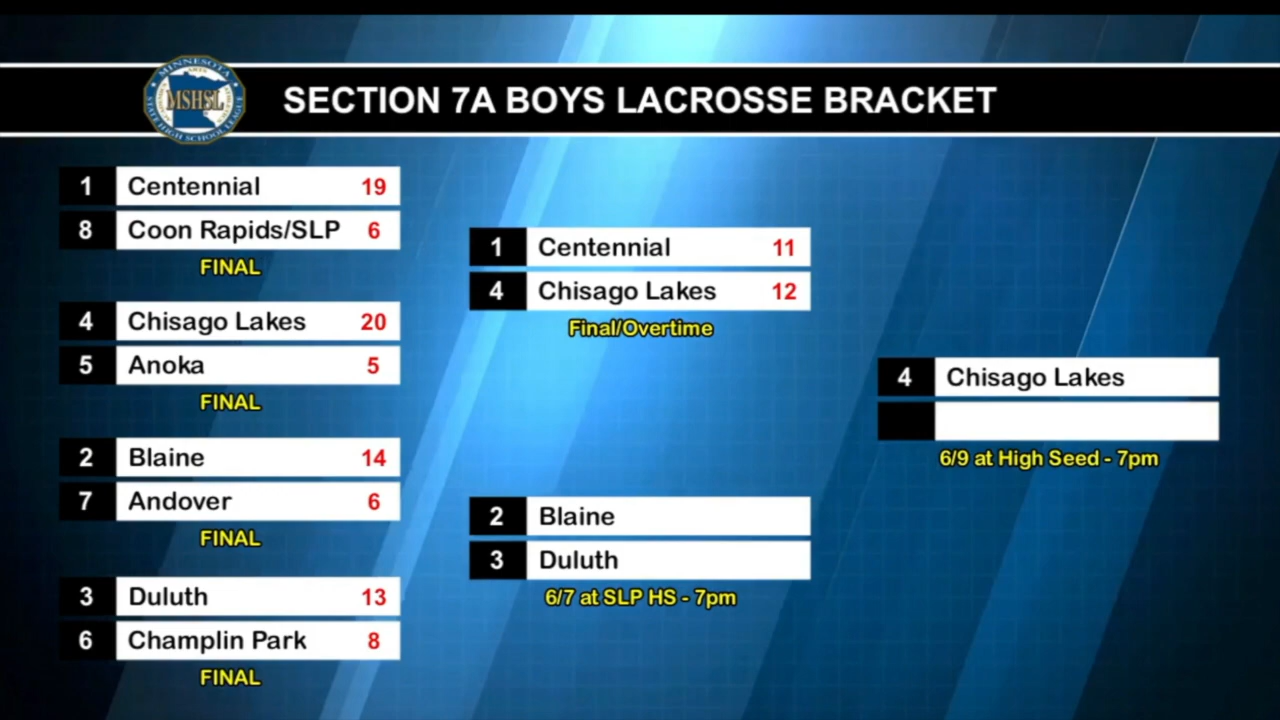 MINNESOTA
MSHSL
STATE HIGH SCHOOL LEAGUE
SECTION 7A BOYS LACROSSE BRACKET
1 Centennial 19
8 Coon Rapids/SLP 6
FINAL
4 Chisago Lakes 20
5 Anoka 5
FINAL
2 Blaine 14
7 Andover 6
FINAL
3 Duluth 13
6 Champlin Park 8
FINAL
1 Centennial 11
4 Chisago Lakes 12
Final/Overtime
2 Blaine
3 Duluth
6/7 at SLP HS - 7pm
4 Chisago Lakes
6/9 at High Seed - 7pm